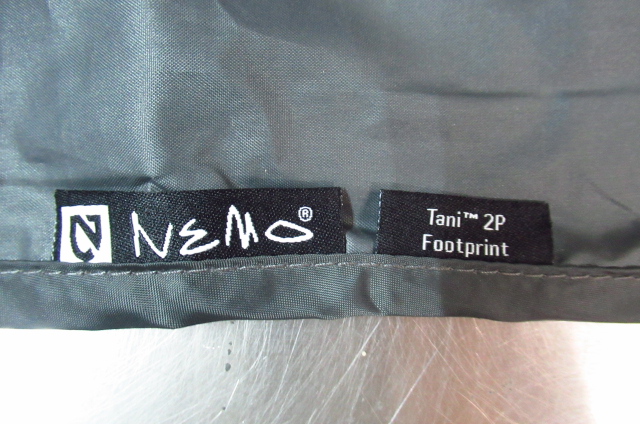 NEMO®
Tani™ 2P
Footprint